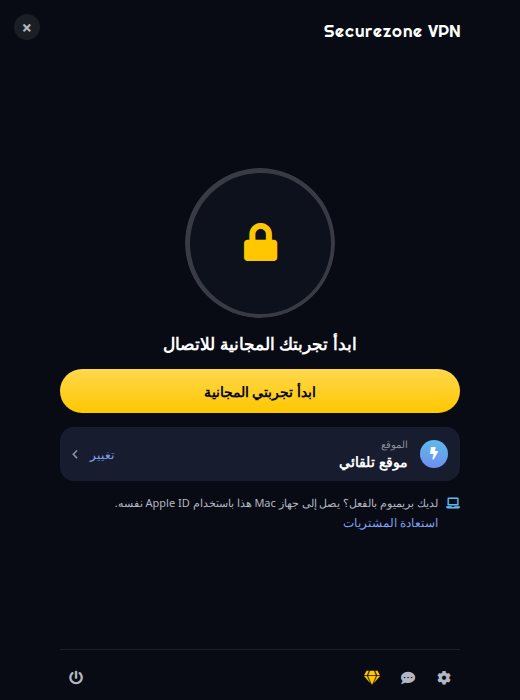 Securezone VPN
ابدأ تجربتك المجانية للاتصال
ابدأ تجربتي المجانية
الموقع
موقع تلقائي
تغيير
لديك بريميوم بالفعل؟ يصل إلى جهاز Mac هذا باستخدام Apple ID نفسه.
استعادة المشتريات